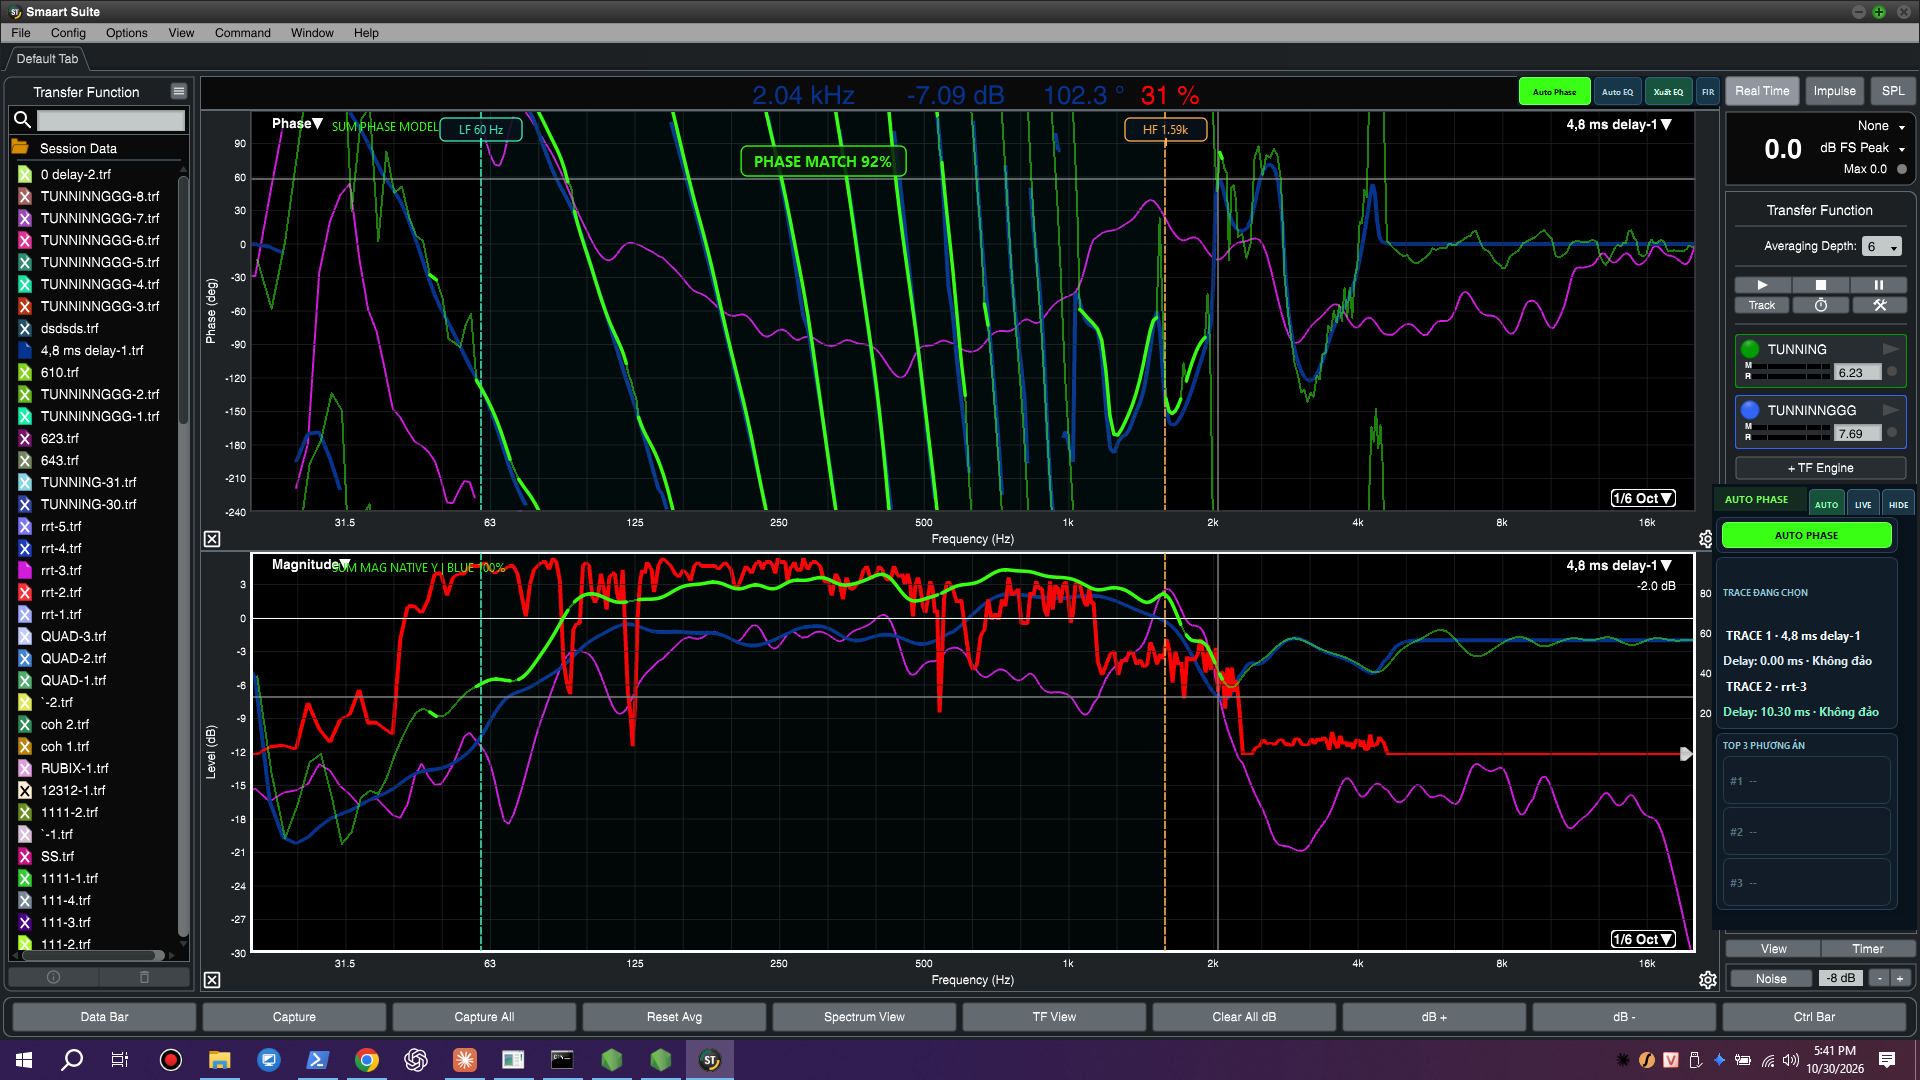 Smaart Suite
File Config Options View Command Window Help
Default Tab
Transfer Function
Session Data
0 delay-2.trf
TUNNINNGGG-8.trf
TUNNINNGGG-7.trf
TUNNINNGGG-6.trf
TUNNINNGGG-5.trf
TUNNINNGGG-4.trf
TUNNINNGGG-3.trf
dsdsds.trf
4,8 ms delay-1.trf
610.trf
TUNNINNGGG-2.trf
TUNNINNGGG-1.trf
623.trf
643.trf
TUNNING-31.trf
TUNNING-30.trf
rrt-5.trf
rrt-4.trf
rrt-3.trf
rrt-2.trf
rrt-1.trf
QUAD-3.trf
QUAD-2.trf
QUAD-1.trf
`-2.trf
coh 2.trf
coh 1.trf
RUBIX-1.trf
12312-1.trf
1111-2.trf
`-1.trf
SS.trf
1111-1.trf
111-4.trf
111-3.trf
111-2.trf
2.04 kHz -7.09 dB 102.3 ° 31 %
Auto Phase Auto EQ Xuất EQ FIR
Phase SUM PHASE MODEL LF 60 Hz HF 1.59k 4,8 ms delay-1
PHASE MATCH 92%
90
60
30
0
-30
-60
-90
-120
-150
-180
-210
-240
Phase (deg)
1/6 Oct
31.5 63 125 250 500 1k 2k 4k 8k 16k
Frequency (Hz)
Magnitude SUM MAG NATIVE Y | BLUE 100% 4,8 ms delay-1
-2.0 dB
3
0
-3
-6
-9
-12
-15
-18
-21
-24
-27
-30
Level (dB)
80
60
40
20
1/6 Oct
31.5 63 125 250 500 1k 2k 4k 8k 16k
Frequency (Hz)
Real Time Impulse SPL
None
0.0 dB FS Peak
Max 0.0
Transfer Function
Averaging Depth: 6
Track
TUNNING
M
R 6.23
TUNNINNGGG
M
R 7.69
+ TF Engine
AUTO PHASE AUTO LIVE HIDE
AUTO PHASE
TRACE ĐANG CHỌN
TRACE 1 · 4,8 ms delay-1
Delay: 0.00 ms · Không đảo
TRACE 2 · rrt-3
Delay: 10.30 ms · Không đảo
TOP 3 PHƯƠNG ÁN
#1 --
#2 --
#3 --
View Timer
Noise -8 dB - +
Data Bar Capture Capture All Reset Avg Spectrum View TF View Clear All dB dB + dB - Ctrl Bar
ST
V
5:41 PM
10/30/2026